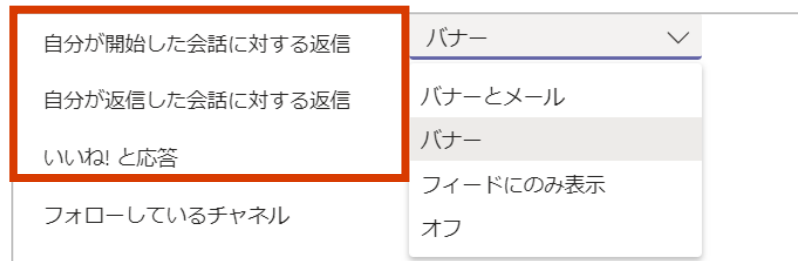 自分が開始した会話に対する返信
バナー
自分が返信した会話に対する返信
バナーとメール
バナー
いいね! と応答
フィードにのみ表示
フォローしているチャネル
オフ